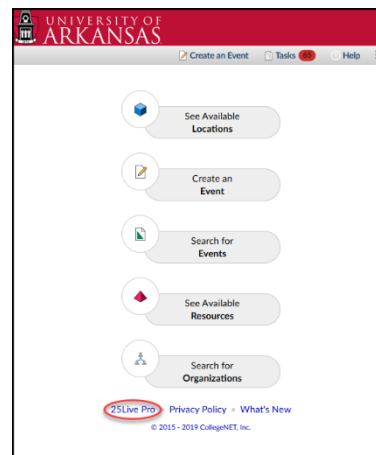 UNIVERSITY OF
ARKANSAS
Create an Event Tasks 63 Help
See Available
Locations
Create an
Event
Search for
Events
See Available
Resources
Search for
Organizations
25Live Pro Privacy Policy What's New
© 2015 - 2019 CollegeNET, Inc.